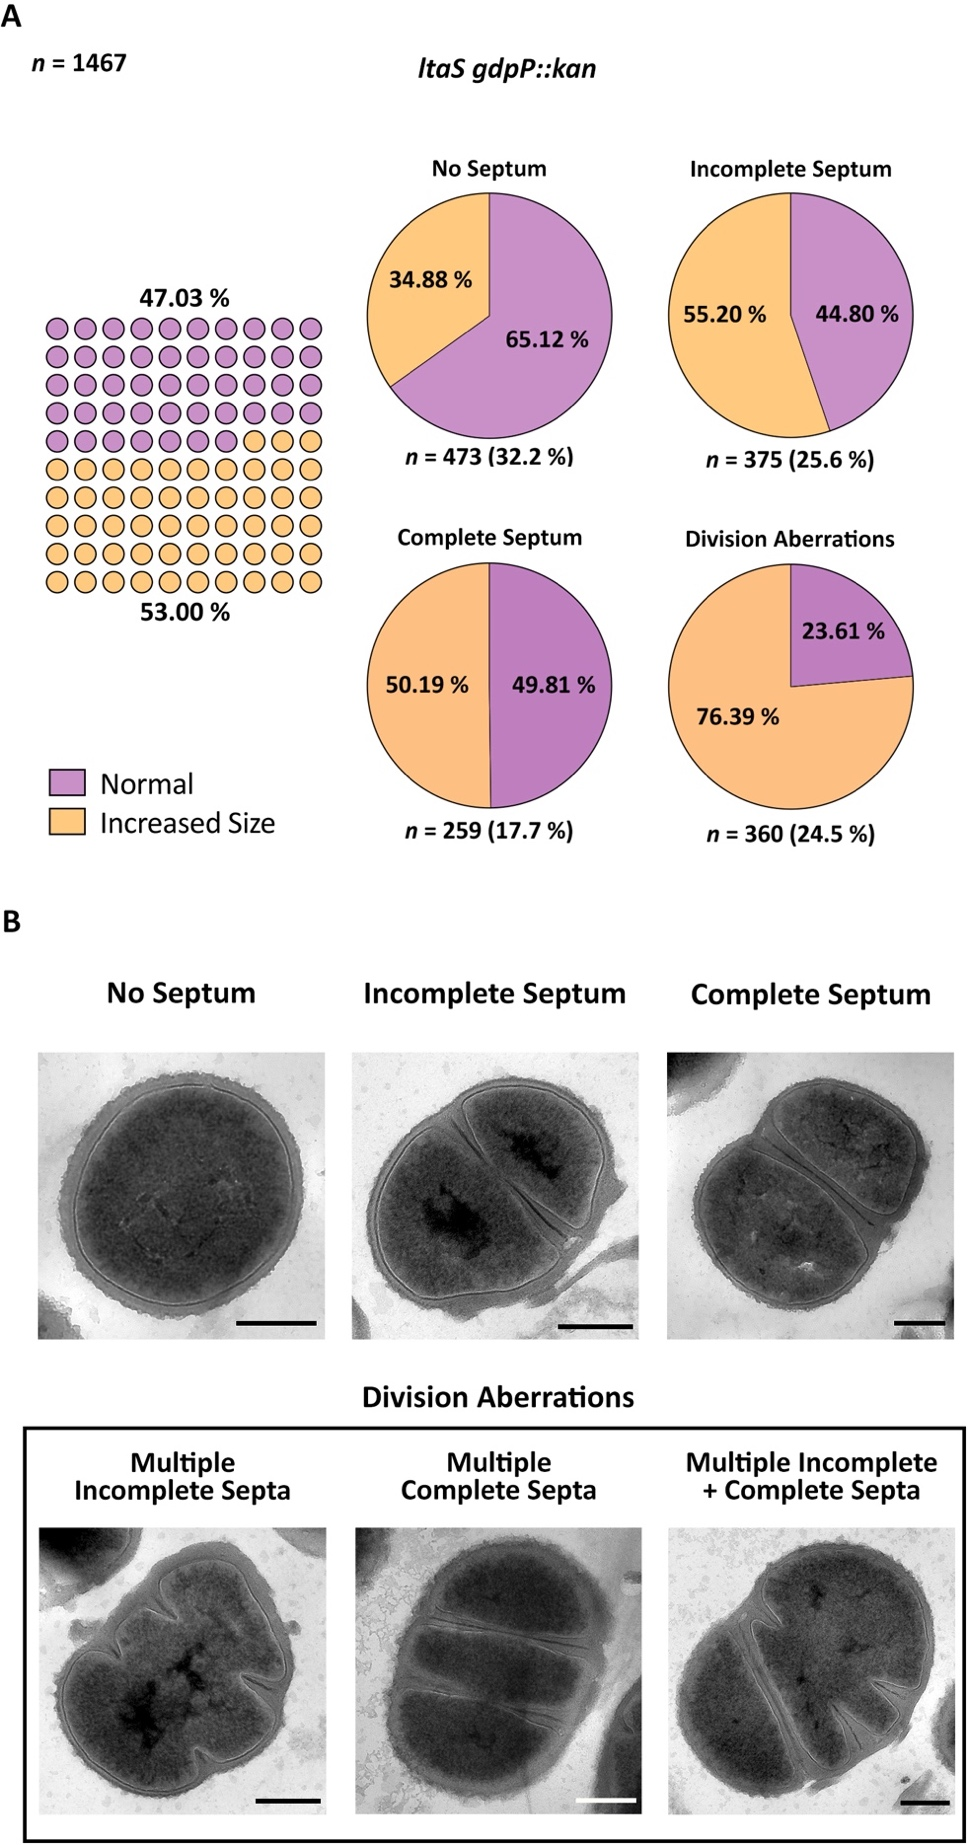 A
n = 1467
ltaS gdpP::kan
No Septum
Incomplete Septum
34.88 %
65.12 %
55.20 %
44.80 %
n = 473 (32.2 %)
n = 375 (25.6 %)
47.03 %
53.00 %
Complete Septum
Division Aberrations
50.19 %
49.81 %
23.61 %
76.39 %
n = 259 (17.7 %)
n = 360 (24.5 %)
Normal
Increased Size
B
No Septum
Incomplete Septum
Complete Septum
Division Aberrations
Multiple
Incomplete Septa
Multiple
Complete Septa
Multiple Incomplete
+ Complete Septa